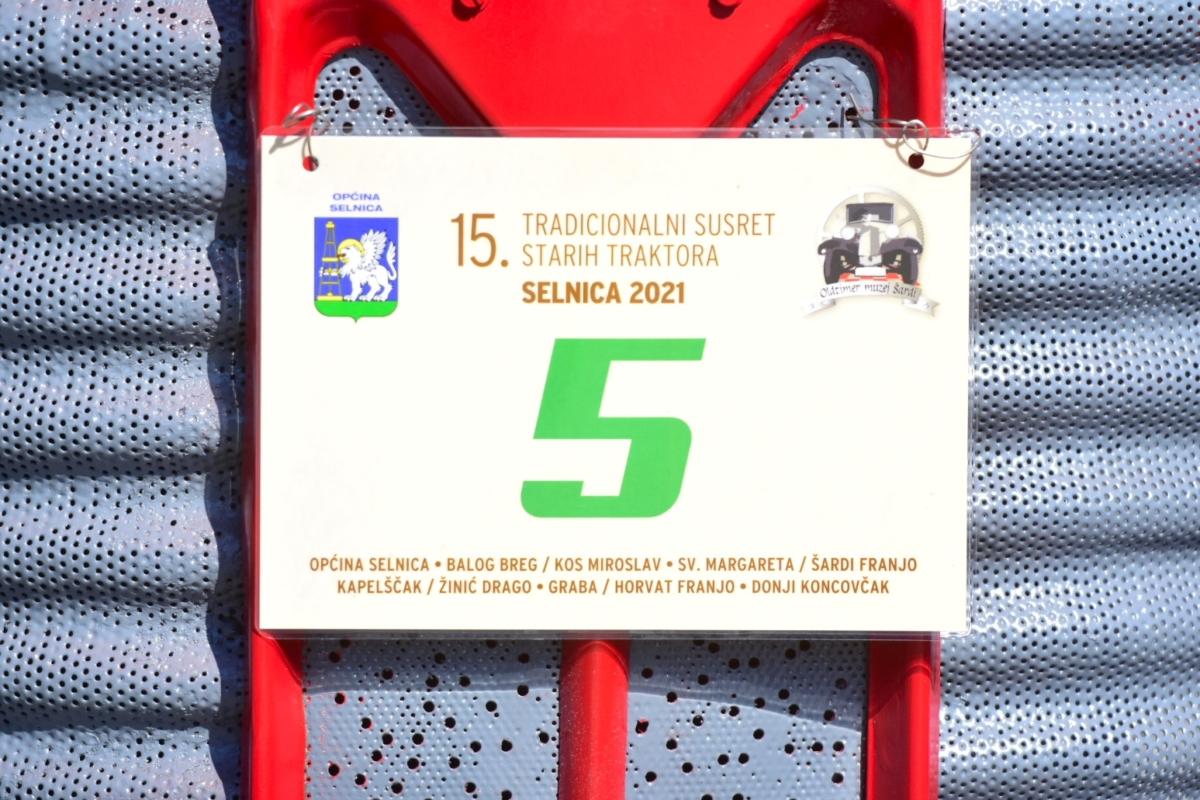 OPĆINA
SELNICA
15. TRADICIONALNI SUSRET
STARIH TRAKTORA
SELNICA 2021
Oldtimer muzej Šardi
5
OPĆINA SELNICA • BALOG BREG / KOS MIROSLAV • SV. MARGARETA / ŠARDI FRANJO
KAPELŠČAK / ŽINIĆ DRAGO • GRABA / HORVAT FRANJO • DONJI KONCOVČAK